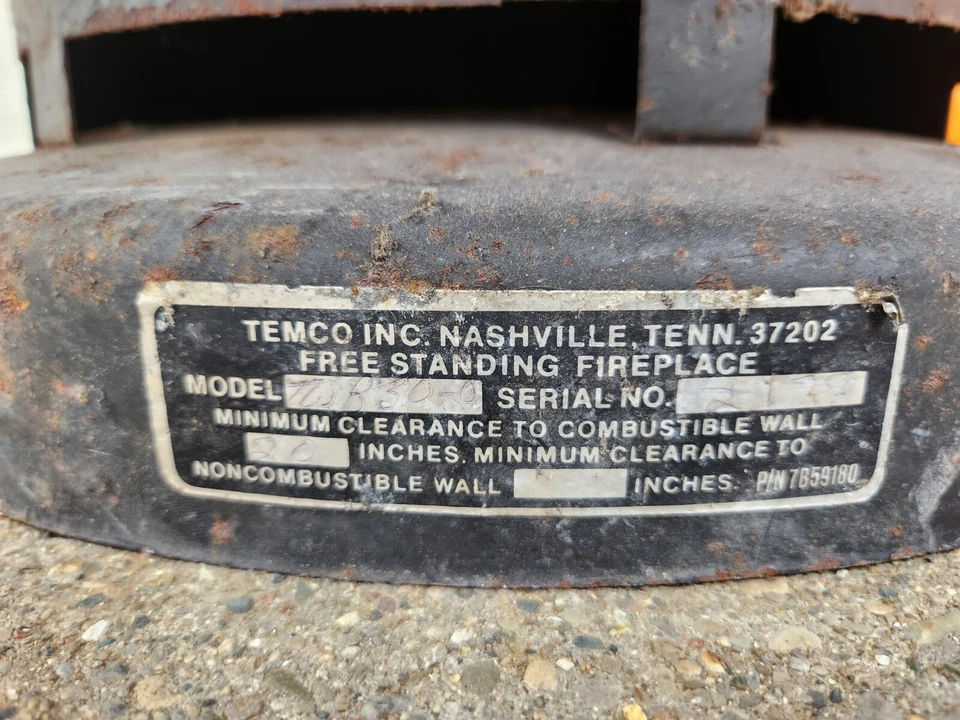 TEMCO INC. NASHVILLE, TENN. 37202
FREE STANDING FIREPLACE
MODEL SERIAL NO.
MINIMUM CLEARANCE TO COMBUSTIBLE WALL
INCHES. MINIMUM CLEARANCE TO
NONCOMBUSTIBLE WALL INCHES. P/N 7B59180